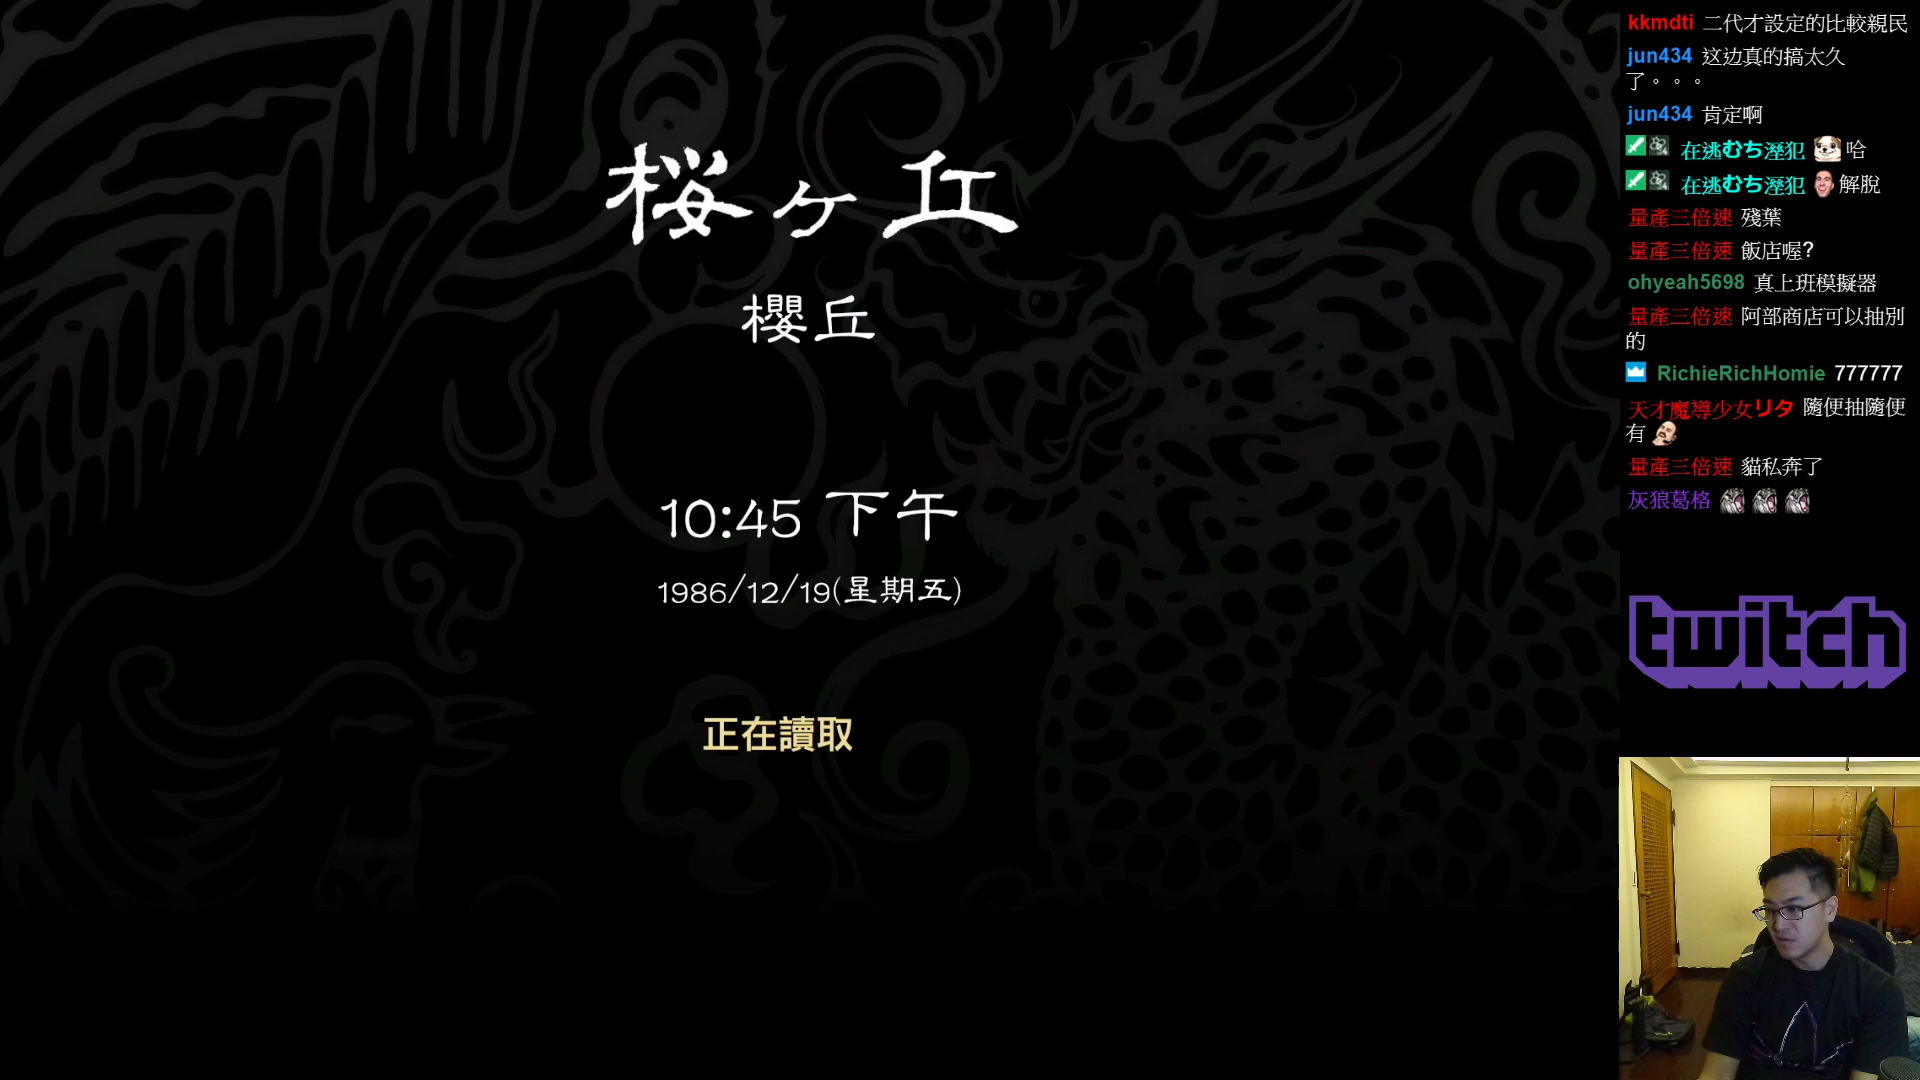 桜ヶ丘
櫻丘
10:45 下午
1986/12/19(星期五)
正在讀取
kkmdti 二代才設定的比較親民
jun434 这边真的搞太久
了。。。
jun434 肯定啊
在逃むち溼犯 哈
在逃むち溼犯 解脫
量產三倍速 殘葉
量產三倍速 飯店喔?
ohyeah5698 真上班模擬器
量產三倍速 阿部商店可以抽別
的
RichieRichHomie 777777
天才魔導少女リタ 隨便抽隨便
有
量產三倍速 貓私奔了
灰狼葛格
twitch